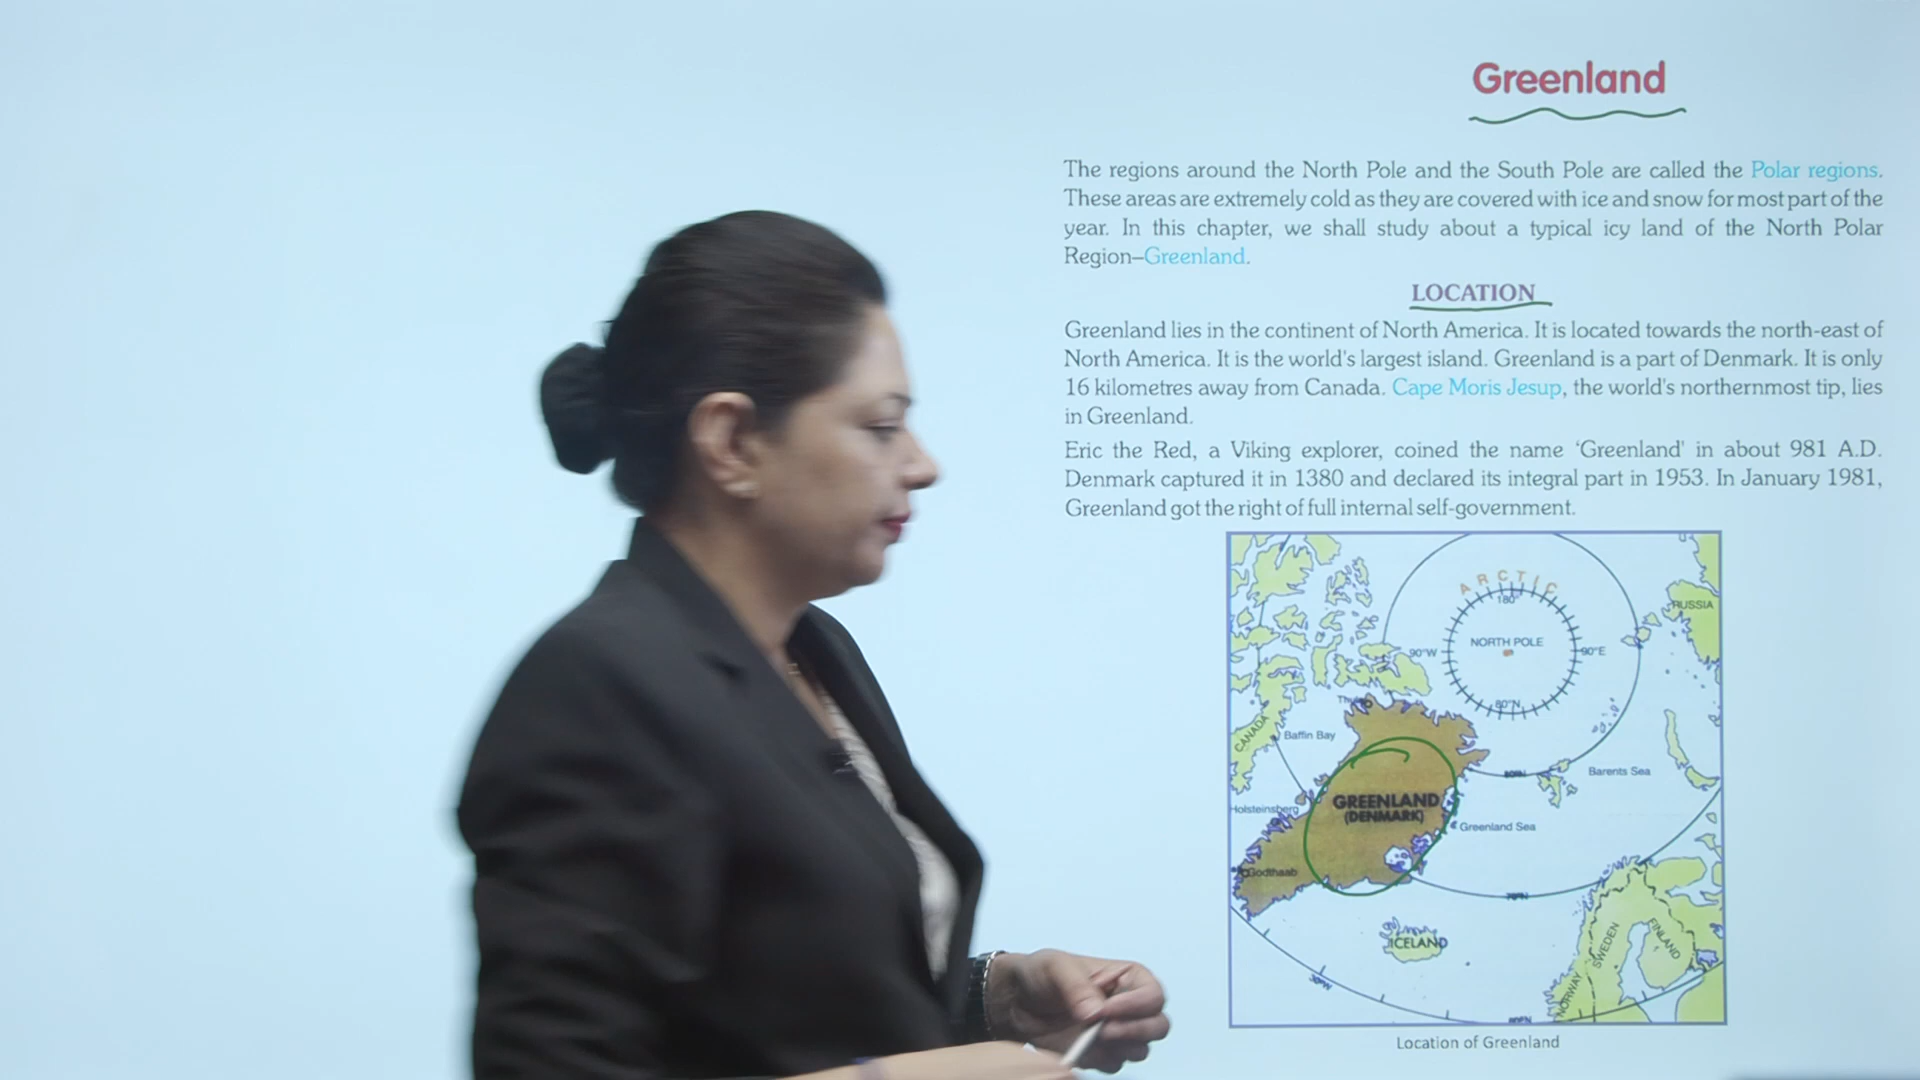 Greenland
The regions around the North Pole and the South Pole are called the Polar regions.
These areas are extremely cold as they are covered with ice and snow for most part of the
year. In this chapter, we shall study about a typical icy land of the North Polar
Region–Greenland.
LOCATION
Greenland lies in the continent of North America. It is located towards the north-east of
North America. It is the world's largest island. Greenland is a part of Denmark. It is only
16 kilometres away from Canada. Cape Moris Jesup, the world's northernmost tip, lies
in Greenland.
Eric the Red, a Viking explorer, coined the name ‘Greenland' in about 981 A.D.
Denmark captured it in 1380 and declared its integral part in 1953. In January 1981,
Greenland got the right of full internal self-government.
ARCTIC
180°
RUSSIA
NORTH POLE
90°W
90°E
80°N
CANADA
Baffin Bay
80°N
Barents Sea
Holsteinsberg
GREENLAND
(DENMARK)
Greenland Sea
Godthaab
70°N
ICELAND
SWEDEN
FINLAND
NORWAY
30°W
60°N
Location of Greenland